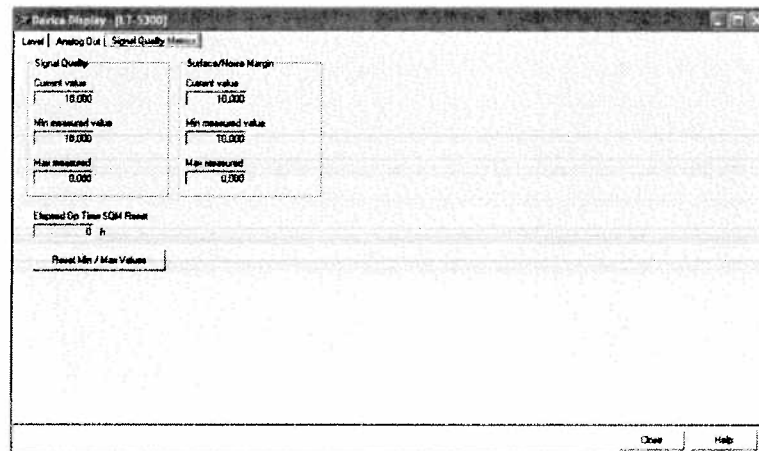 Device Display - [LT-5300]
Level Analog Out Signal Quality Metrics
Signal Quality
Current value
10,000
Min measured value
10,000
Max measured
0,000
Surface/Noise Margin
Current value
10,000
Min measured value
10,000
Max measured
0,000
Elapsed Op Time SQM Reset
0 h
Reset Min / Max Values
Close Help